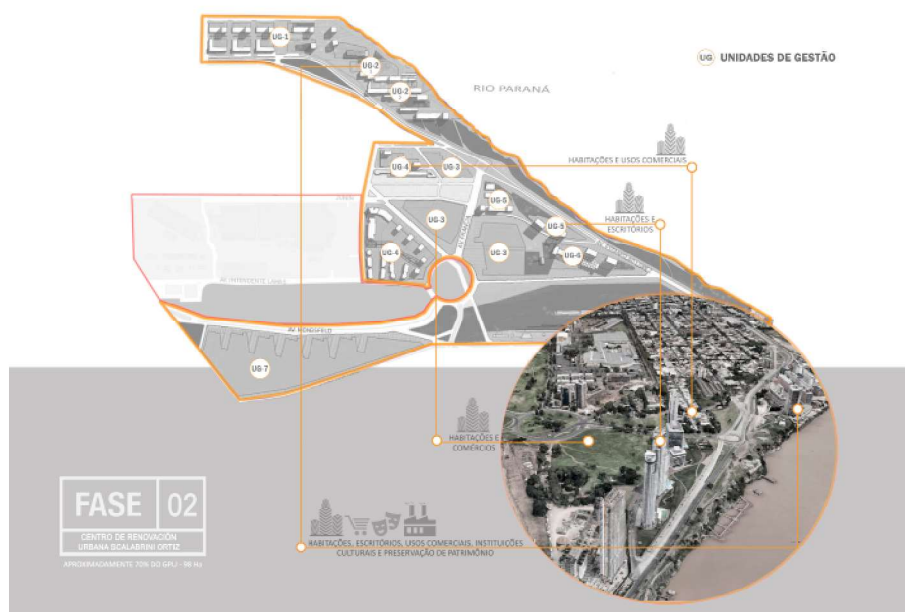 UG UNIDADES DE GESTÃO
UG-1
UG-2
UG-2
RIO PARANÁ
HABITAÇÕES E USOS COMERCIAIS
UG-4
UG-3
HABITAÇÕES E
ESCRITÓRIOS
UG-5
UG-3
UG-5
UG-4
UG-3
UG-6
AV. INTENDENTE LAMAS
AV. HONISFELD
UG-7
HABITAÇÕES E
COMÉRCIOS
FASE 02
CENTRO DE RENOVACIÓN
URBANA SCALABRINI ORTIZ
APROXIMADAMENTE 70% DO GPU - 98 Ha
HABITAÇÕES, ESCRITÓRIOS, USOS COMERCIAIS, INSTITUIÇÕES
CULTURAIS E PRESERVAÇÃO DE PATRIMÔNIO